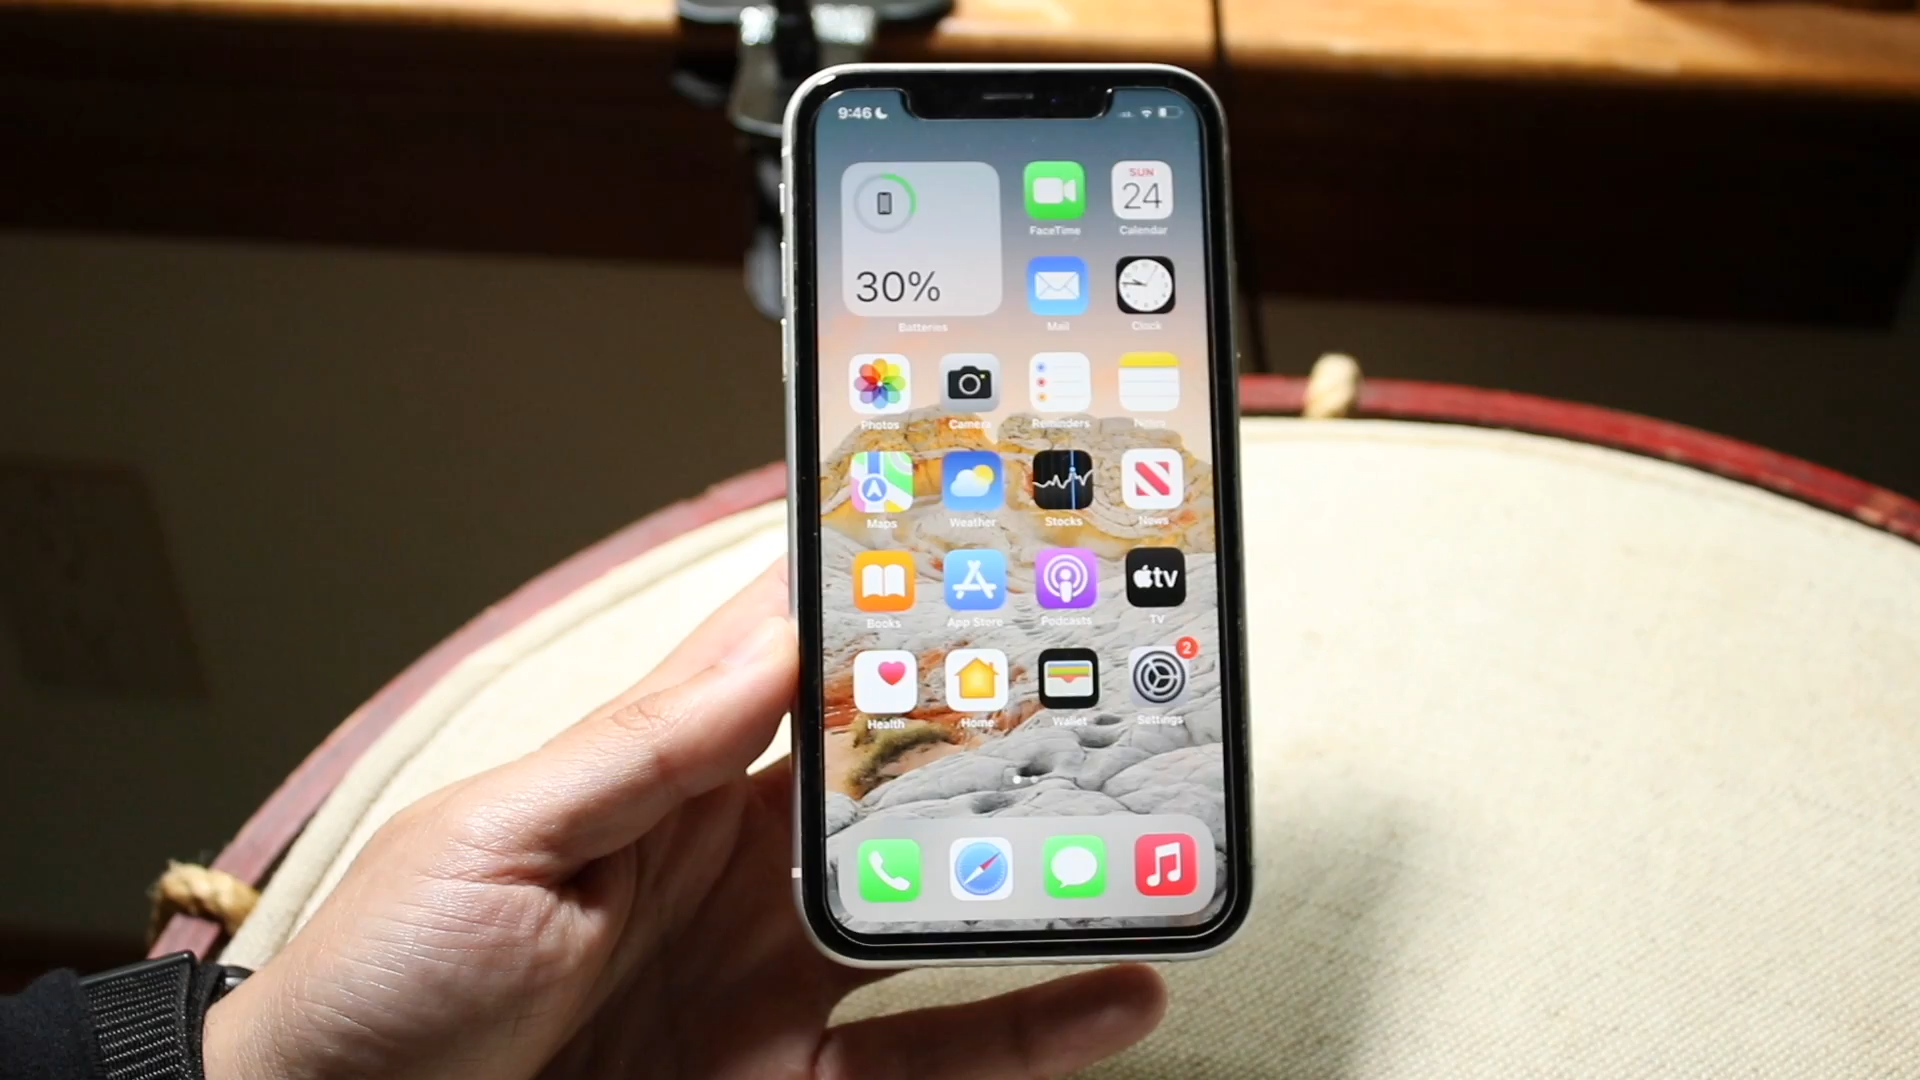 9:46
FaceTime
SUN
24
Calendar
30%
Batteries
Mail
Clock
Photos
Camera
Reminders
Notes
Maps
Weather
Stocks
News
Books
App Store
Podcasts
tv
TV
2
Health
Home
Wallet
Settings